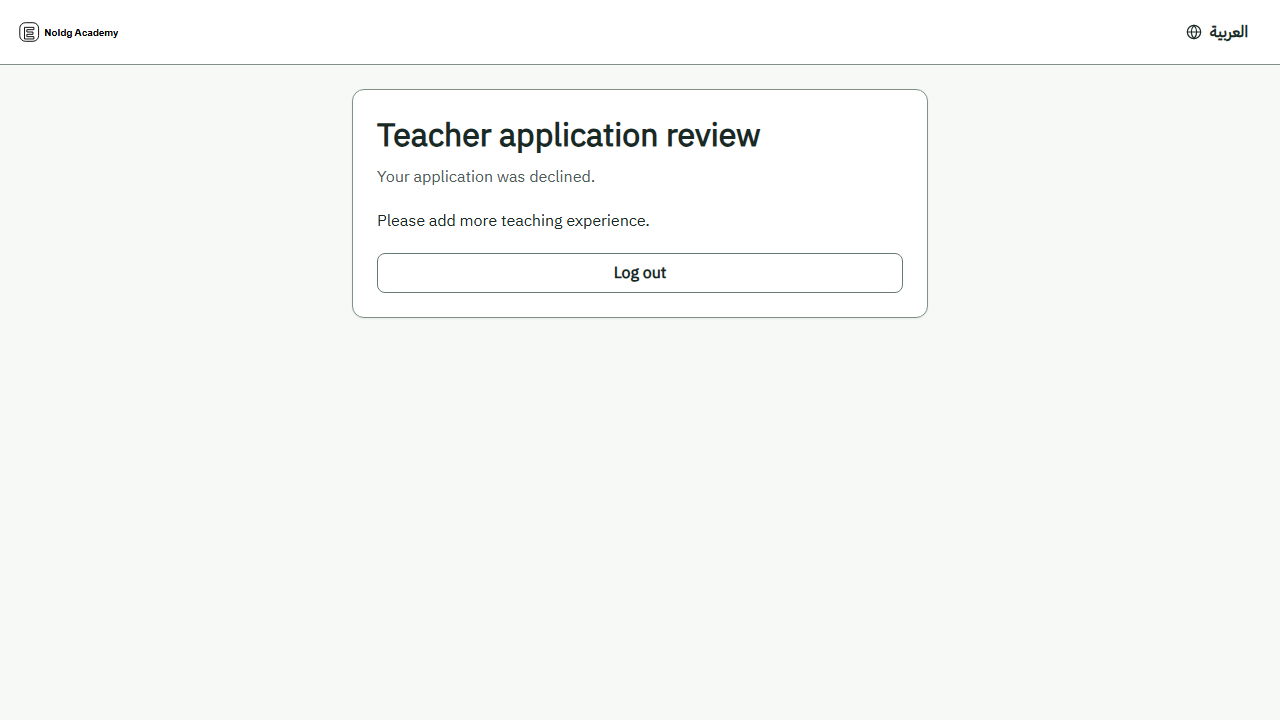 Noldg Academy
العربية
Teacher application review
Your application was declined.
Please add more teaching experience.
Log out